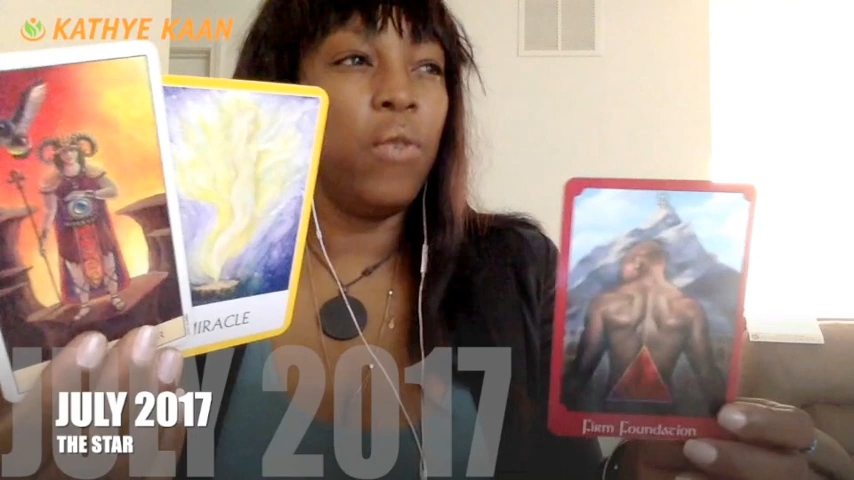 KATHYE KAAN
MIRACLE
Firm Foundation
JULY 2017
JULY 2017
THE STAR